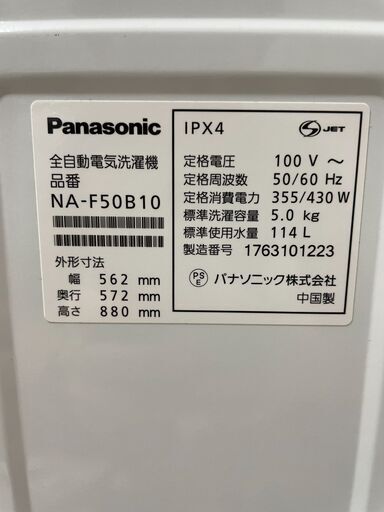 Panasonic
全自動電気洗濯機
品番
NA-F50B10
外形寸法
幅 562 mm
奥行 572 mm
高さ 880 mm
IPX4
S JET
定格電圧 100 V ～
定格周波数 50/60 Hz
定格消費電力 355/430 W
標準洗濯容量 5.0 kg
標準使用水量 114 L
製造番号 1763101223
PS E パナソニック株式会社
中国製